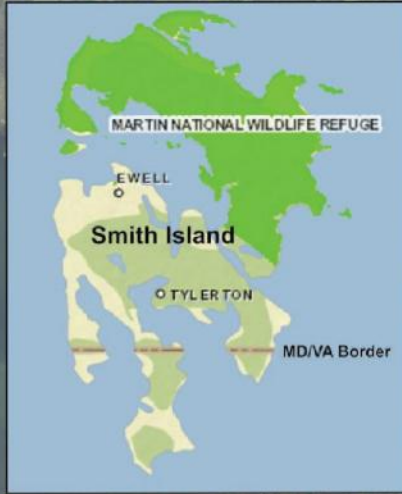 MARTIN NATIONAL WILDLIFE REFUGE
EWELL
Smith Island
TYLERTON
MD/VA Border